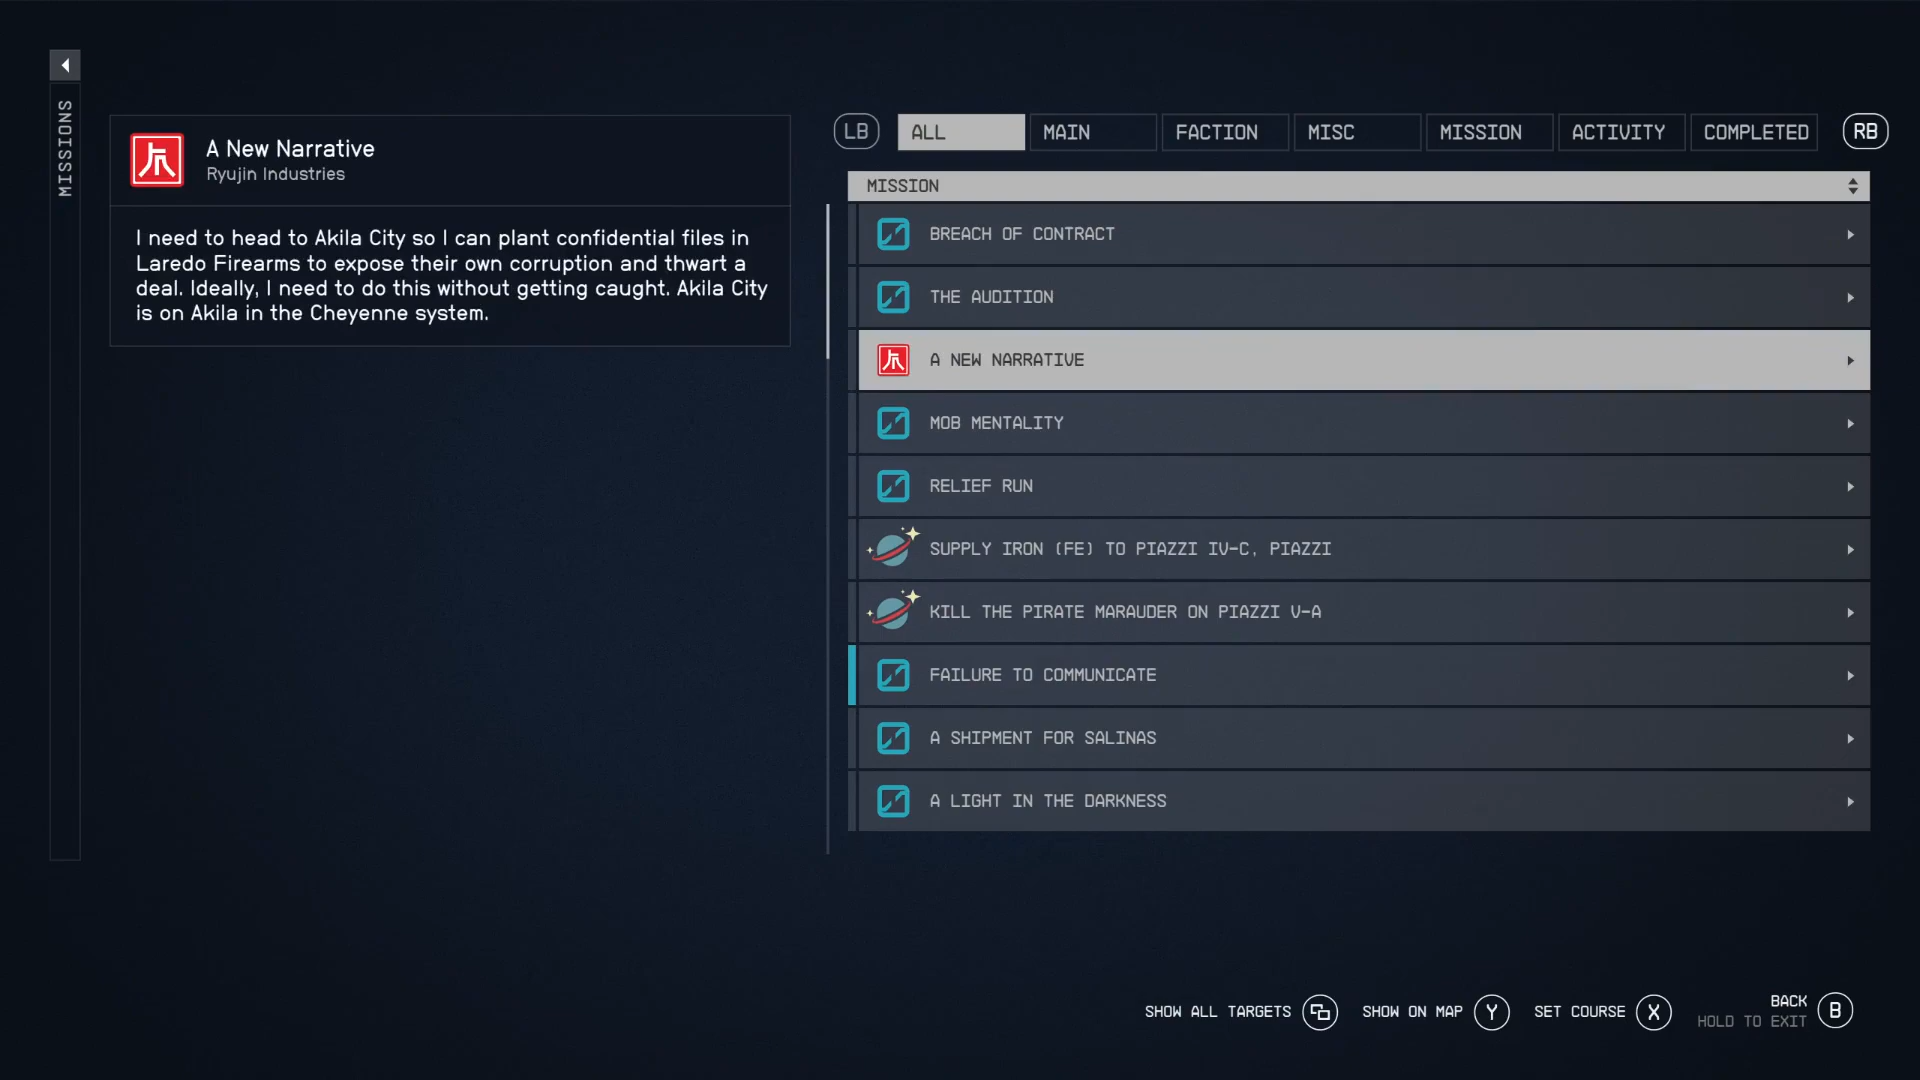 MISSIONS
A New Narrative
Ryujin Industries
I need to head to Akila City so I can plant confidential files in
Laredo Firearms to expose their own corruption and thwart a
deal. Ideally, I need to do this without getting caught. Akila City
is on Akila in the Cheyenne system.
LB ALL MAIN FACTION MISC MISSION ACTIVITY COMPLETED RB
MISSION
BREACH OF CONTRACT
THE AUDITION
A NEW NARRATIVE
MOB MENTALITY
RELIEF RUN
SUPPLY IRON (FE) TO PIAZZI IV-C, PIAZZI
KILL THE PIRATE MARAUDER ON PIAZZI V-A
FAILURE TO COMMUNICATE
A SHIPMENT FOR SALINAS
A LIGHT IN THE DARKNESS
SHOW ALL TARGETS SHOW ON MAP Y SET COURSE X BACK B
HOLD TO EXIT